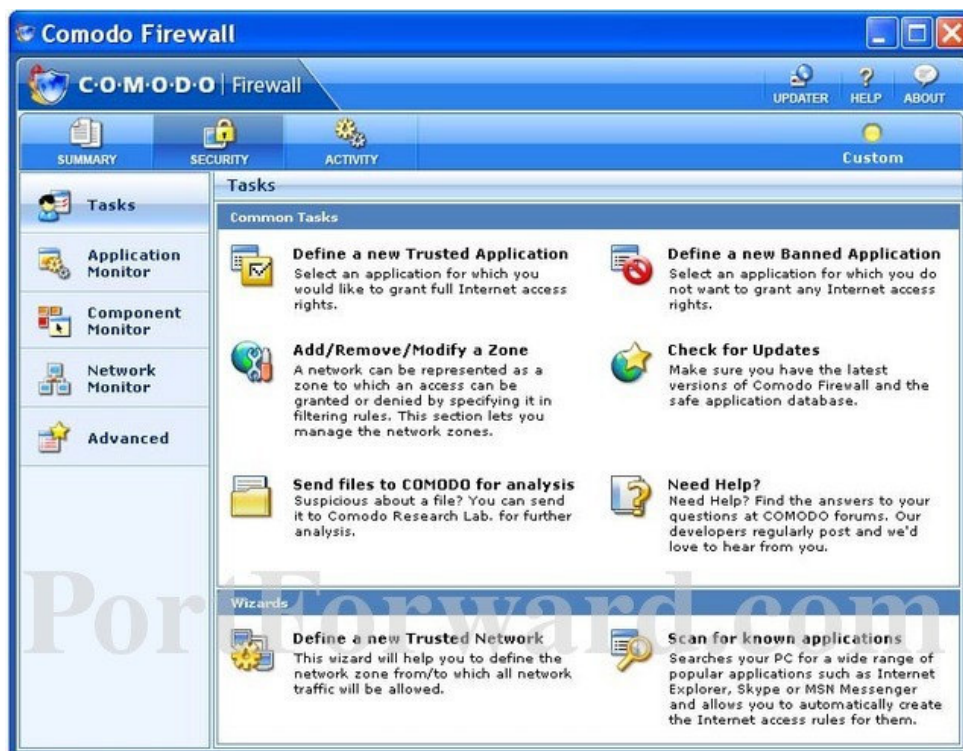 Comodo Firewall
C·O·M·O·D·O | Firewall
UPDATER HELP ABOUT
SUMMARY SECURITY ACTIVITY Custom
Tasks
Application
Monitor
Component
Monitor
Network
Monitor
Advanced
Tasks
Common Tasks
Define a new Trusted Application
Select an application for which you
would like to grant full Internet access
rights.
Define a new Banned Application
Select an application for which you do
not want to grant any Internet access
rights.
Add/Remove/Modify a Zone
A network can be represented as a
zone to which an access can be
granted or denied by specifying it in
filtering rules. This section lets you
manage the network zones.
Check for Updates
Make sure you have the latest
versions of Comodo Firewall and the
safe application database.
Send files to COMODO for analysis
Suspicious about a file? You can send
it to Comodo Research Lab. for further
analysis.
Need Help?
Need Help? Find the answers to your
questions at COMODO forums. Our
developers regularly post and we'd
love to hear from you.
PortForward.com
Wizards
Define a new Trusted Network
This wizard will help you to define the
network zone from/to which all network
traffic will be allowed.
Scan for known applications
Searches your PC for a wide range of
popular applications such as Internet
Explorer, Skype or MSN Messenger
and allows you to automatically create
the Internet access rules for them.